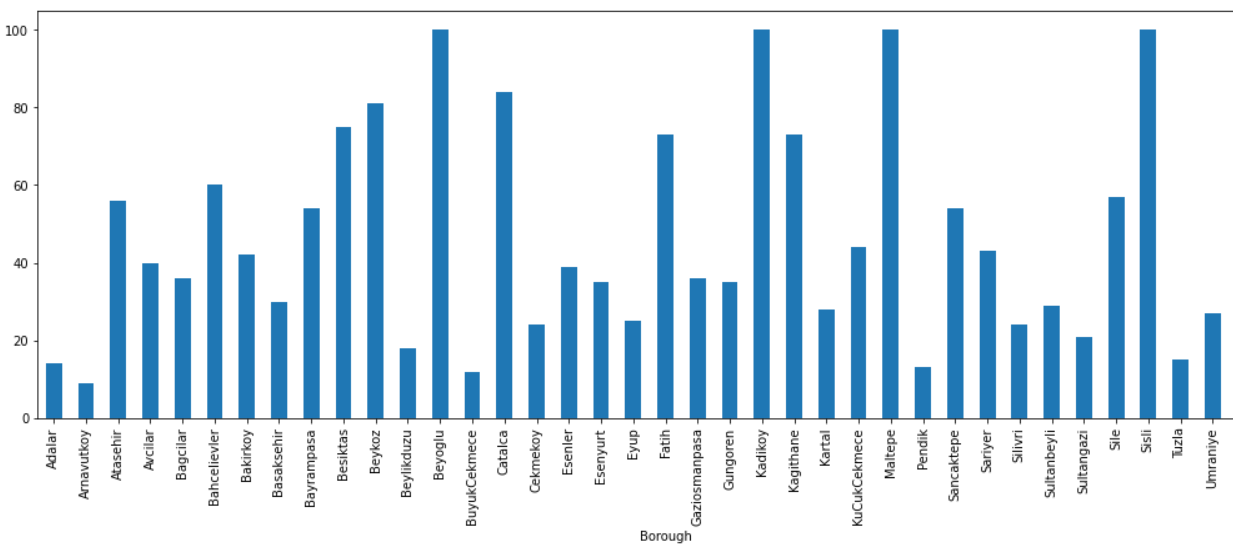 100
80
60
40
20
0
Adalar
Arnavutkoy
Atasehir
Avcilar
Bagcilar
Bahcelievler
Bakirkoy
Basaksehir
Bayrampasa
Besiktas
Beykoz
Beylikduzu
Beyoglu
BuyukCekmece
Catalca
Cekmekoy
Esenler
Esenyurt
Eyup
Fatih
Gaziosmanpasa
Gungoren
Kadikoy
Kagithane
Kartal
KuCukCekmece
Maltepe
Pendik
Sancaktepe
Sariyer
Silivri
Sultanbeyli
Sultangazi
Sile
Sisli
Tuzla
Umraniye
Borough